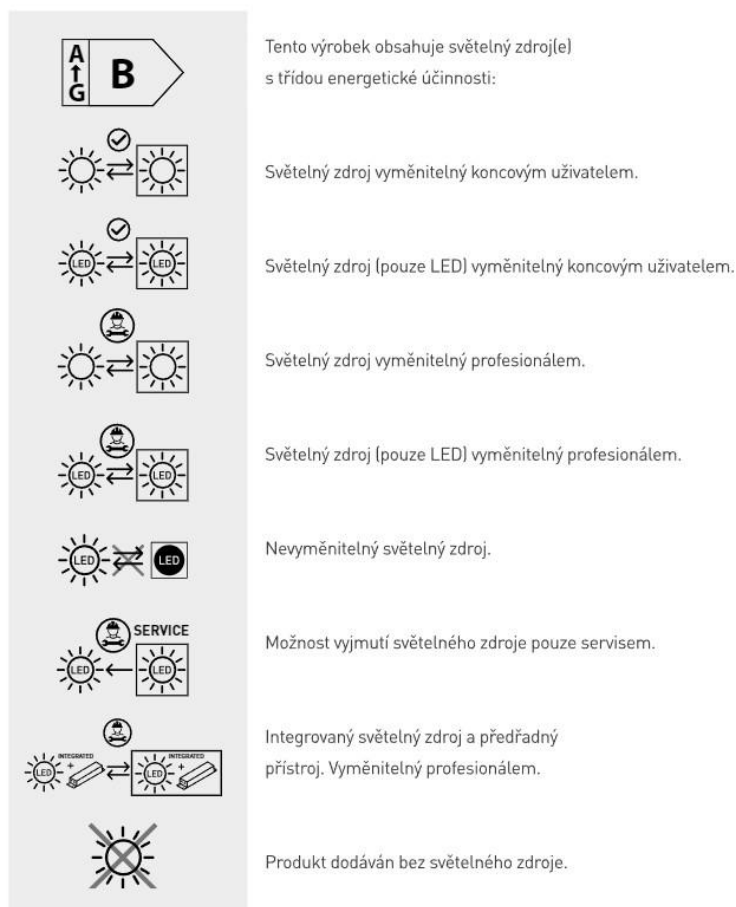 A
G
B
Tento výrobek obsahuje světelný zdroj(e)
s třídou energetické účinnosti:
Světelný zdroj vyměnitelný koncovým uživatelem.
LED LED
Světelný zdroj (pouze LED) vyměnitelný koncovým uživatelem.
Světelný zdroj vyměnitelný profesionálem.
LED LED
Světelný zdroj (pouze LED) vyměnitelný profesionálem.
LED LED
Nevyměnitelný světelný zdroj.
SERVICE
LED LED
Možnost vyjmutí světelného zdroje pouze servisem.
INTEGRATED INTEGRATED
LED + LED +
Integrovaný světelný zdroj a předřadný
přístroj. Vyměnitelný profesionálem.
Produkt dodáván bez světelného zdroje.